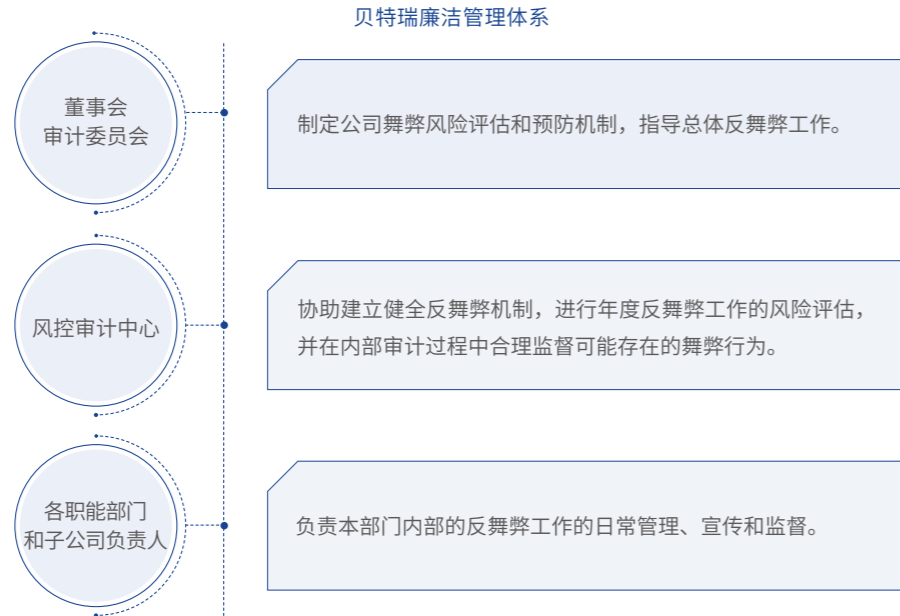 贝特瑞廉洁管理体系
董事会
审计委员会
制定公司舞弊风险评估和预防机制，指导总体反舞弊工作。
风控审计中心
协助建立健全反舞弊机制，进行年度反舞弊工作的风险评估，
并在内部审计过程中合理监督可能存在的舞弊行为。
各职能部门
和子公司负责人
负责本部门内部的反舞弊工作的日常管理、宣传和监督。